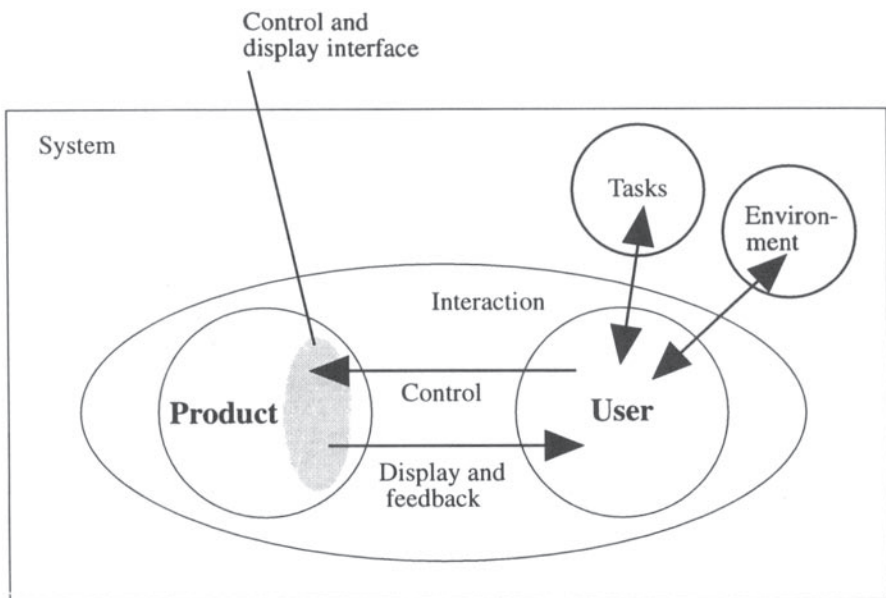 Control and
display interface
System
Tasks
Environ-
ment
Interaction
Product
Control
User
Display and
feedback